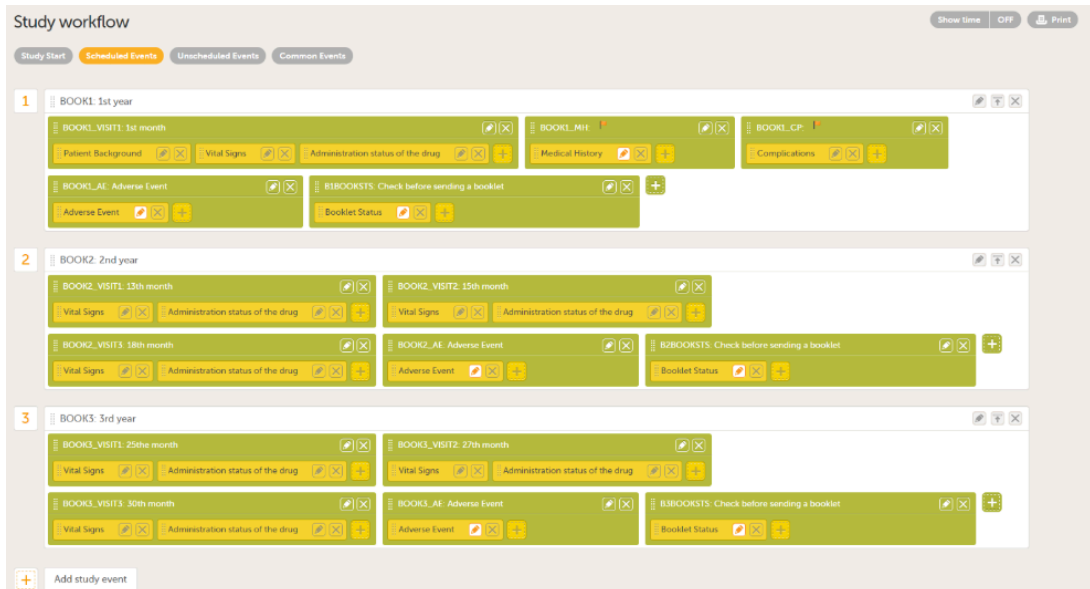 Study workflow
Show time OFF Print
Study Start Scheduled Events Unscheduled Events Common Events
1 BOOK1: 1st year
BOOK1_VISIT1: 1st month BOOK1_MH: BOOK1_CP:
Patient Background Vital Signs Administration status of the drug Medical History Complications
BOOK1_AE: Adverse Event B1BOOKSTS: Check before sending a booklet
Adverse Event Booklet Status
2 BOOK2: 2nd year
BOOK2_VISIT1: 13th month BOOK2_VISIT2: 15th month
Vital Signs Administration status of the drug Vital Signs Administration status of the drug
BOOK2_VISIT3: 18th month BOOK2_AE: Adverse Event B2BOOKSTS: Check before sending a booklet
Vital Signs Administration status of the drug Adverse Event Booklet Status
3 BOOK3: 3rd year
BOOK3_VISIT1: 25the month BOOK3_VISIT2: 27th month
Vital Signs Administration status of the drug Vital Signs Administration status of the drug
BOOK3_VISIT3: 30th month BOOK3_AE: Adverse Event B3BOOKSTS: Check before sending a booklet
Vital Signs Administration status of the drug Adverse Event Booklet Status
Add study event